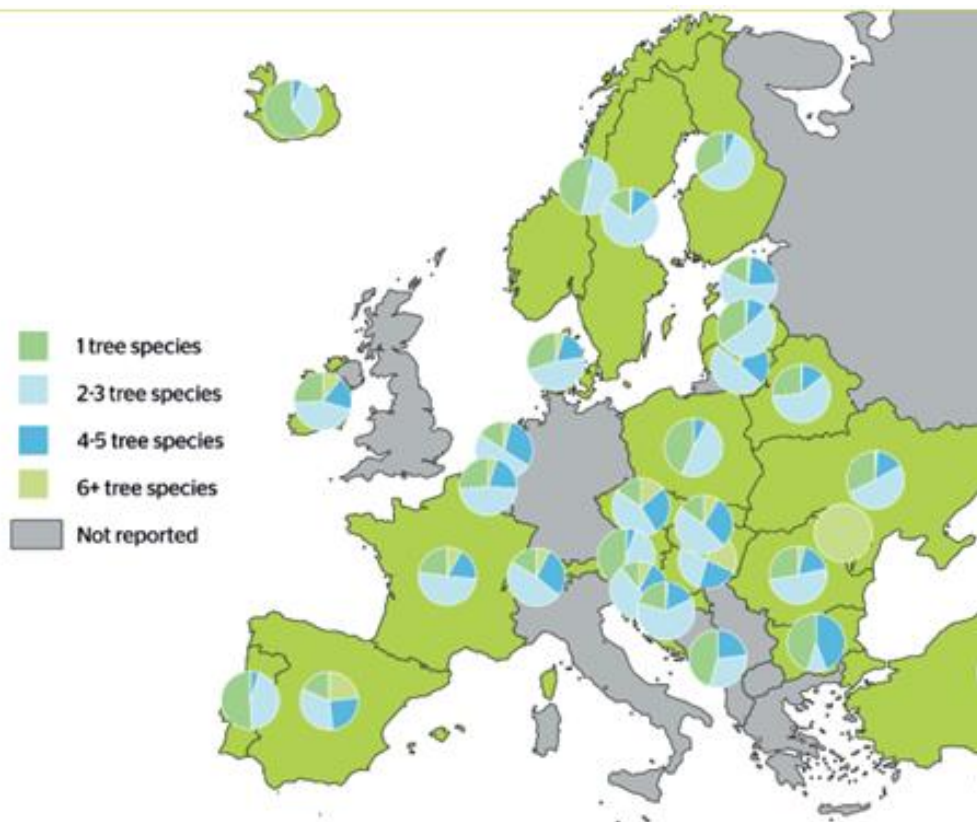 1 tree species
2-3 tree species
4-5 tree species
6+ tree species
Not reported